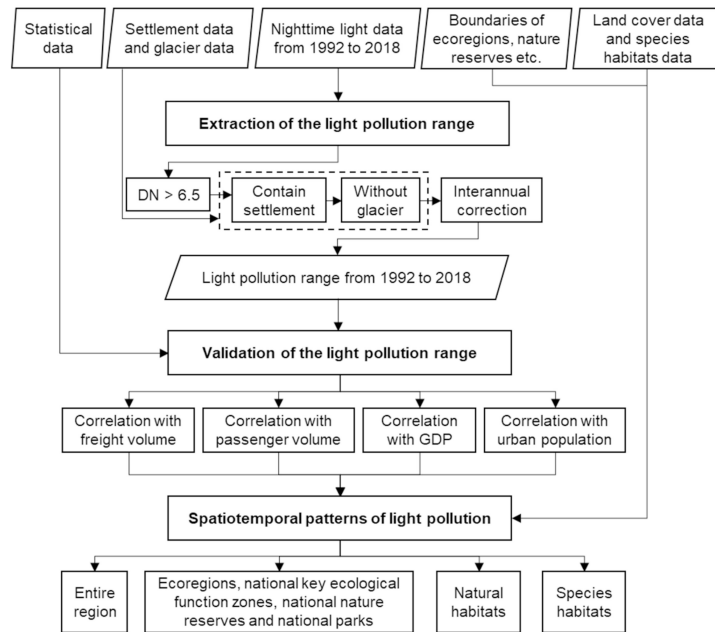 Statistical
data
Settlement data
and glacier data
Nighttime light data
from 1992 to 2018
Boundaries of
ecoregions, nature
reserves etc.
Land cover data
and species
habitats data
Extraction of the light pollution range
DN > 6.5
Contain
settlement
Without
glacier
Interannual
correction
Light pollution range from 1992 to 2018
Validation of the light pollution range
Correlation with
freight volume
Correlation with
passenger volume
Correlation
with GDP
Correlation with
urban population
Spatiotemporal patterns of light pollution
Entire
region
Ecoregions, national key ecological
function zones, national nature
reserves and national parks
Natural
habitats
Species
habitats